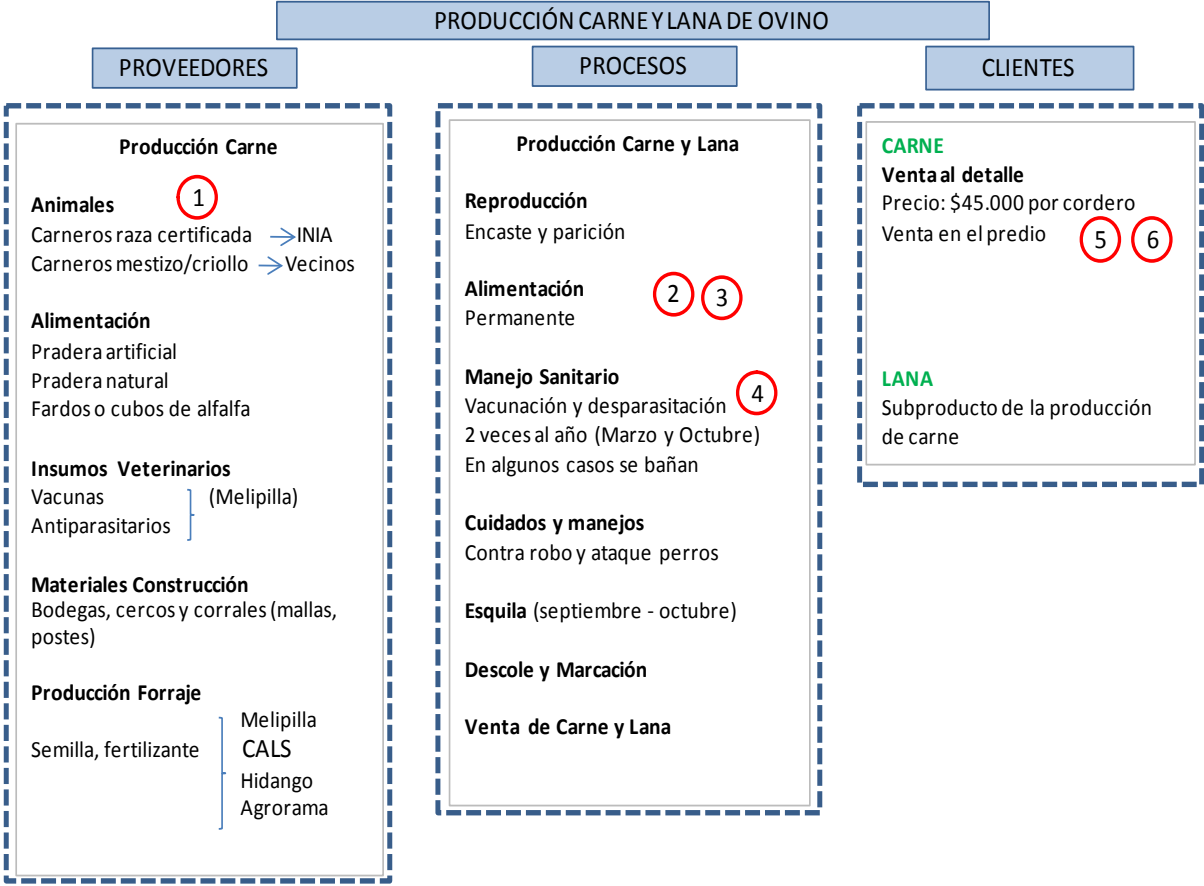 PRODUCCIÓN CARNE Y LANA DE OVINO
PROVEEDORES
Producción Carne
Animales 1
Carneros raza certificada → INIA
Carneros mestizo/criollo → Vecinos
Alimentación
Pradera artificial
Pradera natural
Fardos o cubos de alfalfa
Insumos Veterinarios
Vacunas (Melipilla)
Antiparasitarios
Materiales Construcción
Bodegas, cercos y corrales (mallas,
postes)
Producción Forraje
Semilla, fertilizante
Melipilla
CALS
Hidango
Agrorama
PROCESOS
Producción Carne y Lana
Reproducción
Encaste y parición
Alimentación 2 3
Permanente
Manejo Sanitario
Vacunación y desparasitación 4
2 veces al año (Marzo y Octubre)
En algunos casos se bañan
Cuidados y manejos
Contra robo y ataque perros
Esquila (septiembre - octubre)
Descole y Marcación
Venta de Carne y Lana
CLIENTES
CARNE
Venta al detalle
Precio: $45.000 por cordero
Venta en el predio 5 6
LANA
Subproducto de la producción
de carne